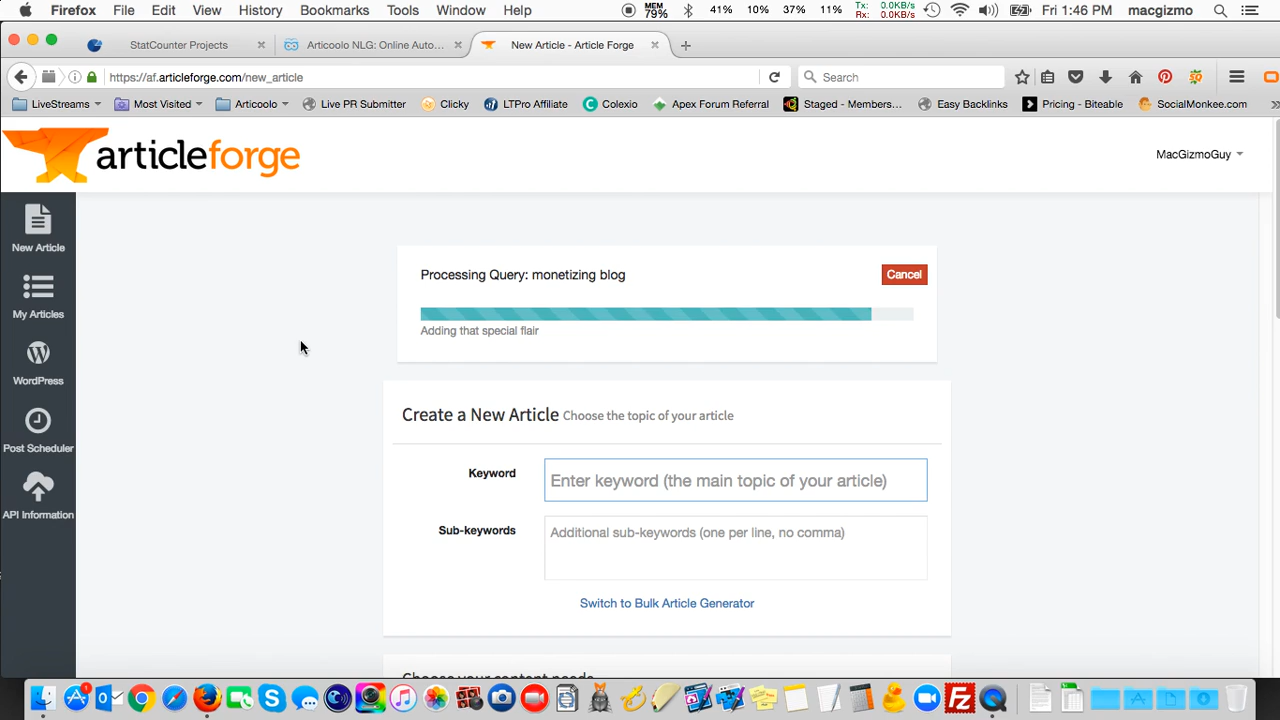 Firefox File Edit View History Bookmarks Tools Window Help MEM 79% 41% 10% 37% 11% Tx: 0.0KB/s Rx: 0.0KB/s Fri 1:46 PM macgizmo
StatCounter Projects Articoolo NLG: Online Auto... New Article - Article Forge
https://af.articleforge.com/new_article Search
LiveStreams Most Visited Articoolo Live PR Submitter Clicky LTPro Affiliate Colexio Apex Forum Referral Staged - Members... Easy Backlinks Pricing - Biteable SocialMonkee.com
articleforge
MacGizmoGuy
New Article
My Articles
WordPress
Post Scheduler
API Information
Processing Query: monetizing blog Cancel
Adding that special flair
Create a New Article Choose the topic of your article
Keyword Enter keyword (the main topic of your article)
Sub-keywords Additional sub-keywords (one per line, no comma)
Switch to Bulk Article Generator
Choose your content needs